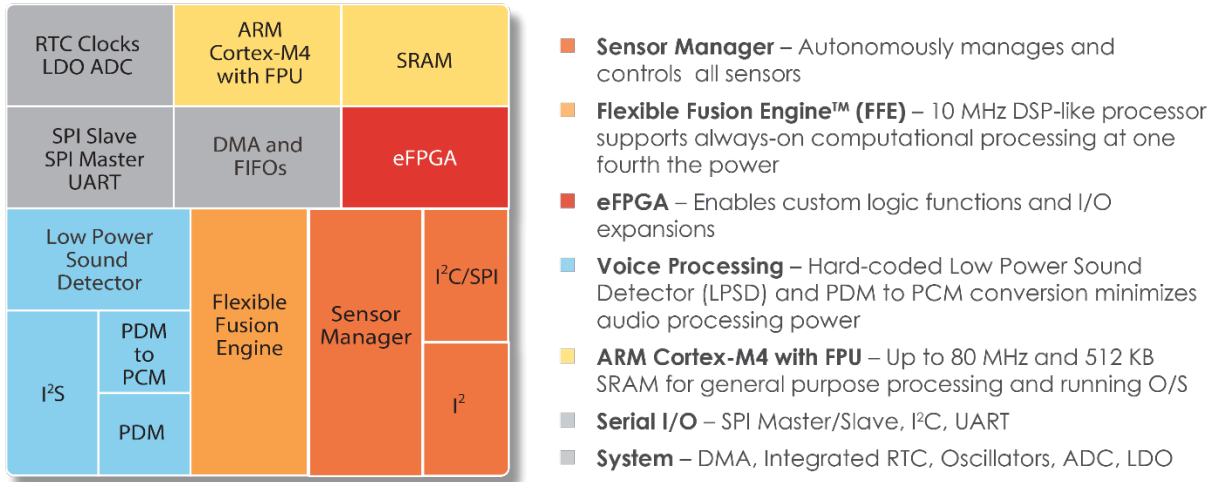 RTC Clocks
LDO ADC
ARM
Cortex-M4
with FPU
SRAM
SPI Slave
SPI Master
UART
DMA and
FIFOs
eFPGA
Low Power
Sound
Detector
I²S
PDM
to
PCM
PDM
Flexible
Fusion
Engine
Sensor
Manager
I²C/SPI
I²
Sensor Manager – Autonomously manages and
controls all sensors
Flexible Fusion Engine™ (FFE) – 10 MHz DSP-like processor
supports always-on computational processing at one
fourth the power
eFPGA – Enables custom logic functions and I/O
expansions
Voice Processing – Hard-coded Low Power Sound
Detector (LPSD) and PDM to PCM conversion minimizes
audio processing power
ARM Cortex-M4 with FPU – Up to 80 MHz and 512 KB
SRAM for general purpose processing and running O/S
Serial I/O – SPI Master/Slave, I²C, UART
System – DMA, Integrated RTC, Oscillators, ADC, LDO